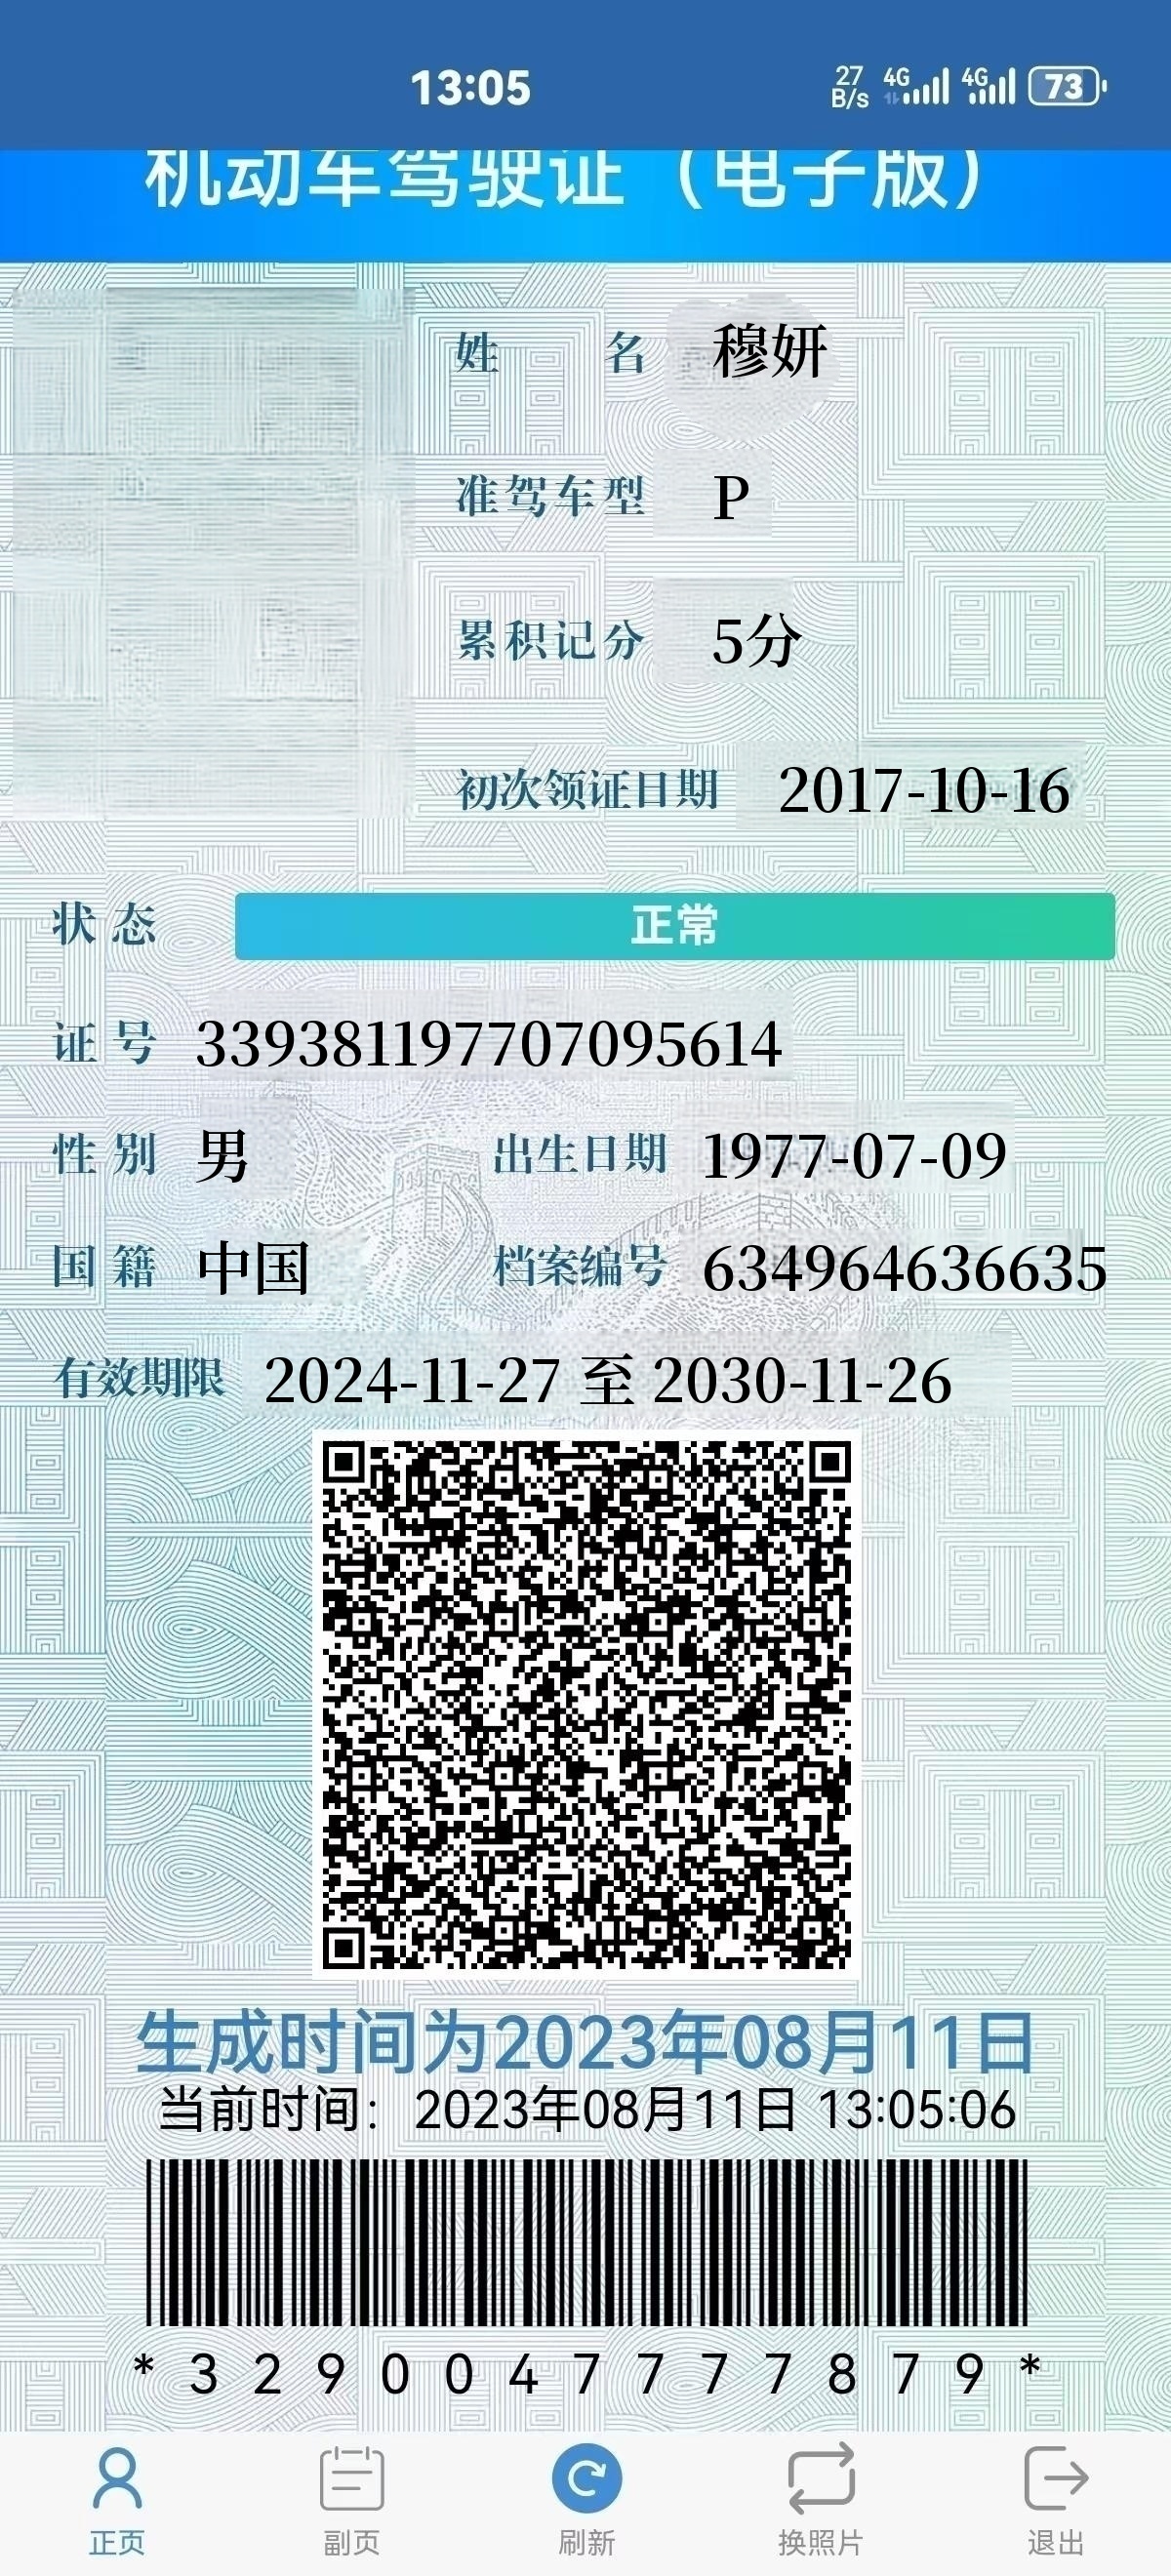 13:05
27 B/s 4G 4G 73
机动车驾驶证（电子版）
姓 名 穆妍
准驾车型 P
累积记分 5分
初次领证日期 2017-10-16
状态 正常
证号 339381197707095614
性别 男 出生日期 1977-07-09
国籍 中国 档案编号 634964636635
有效期限 2024-11-27 至 2030-11-26
生成时间为2023年08月11日
当前时间：2023年08月11日 13:05:06
*3290047777879*
正页 副页 刷新 换照片 退出